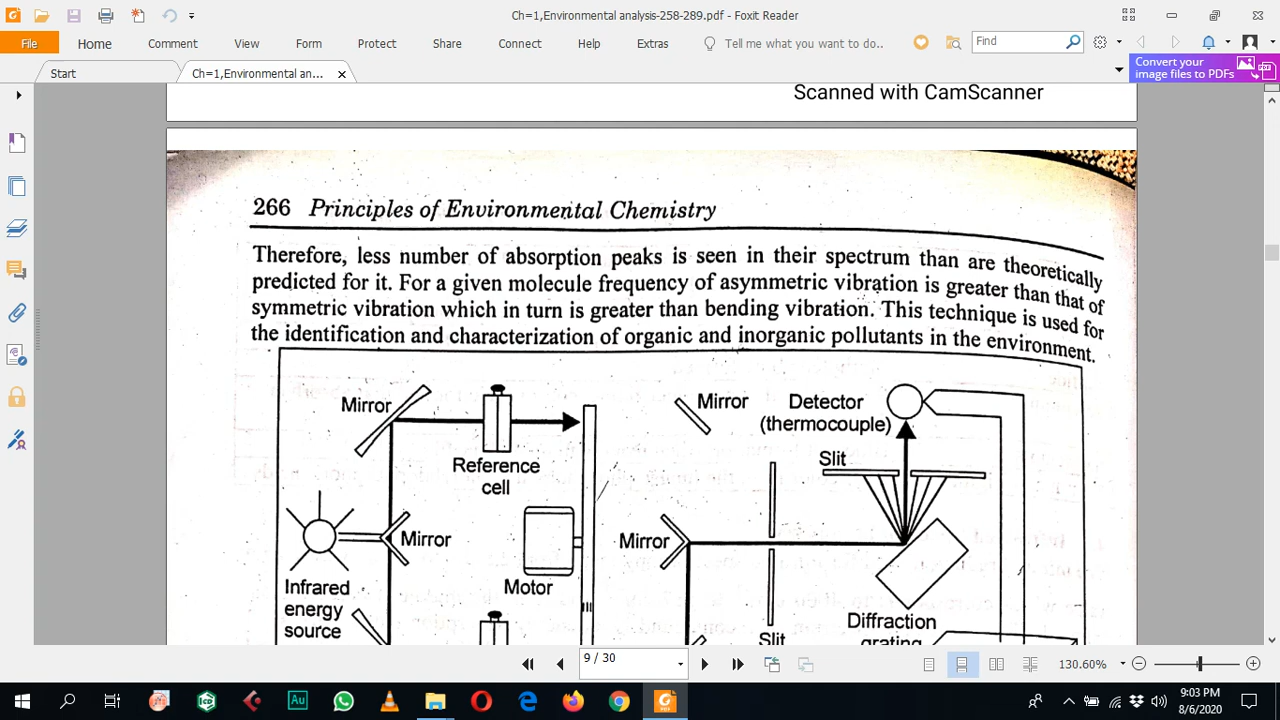 Ch=1,Environmental analysis-258-289.pdf - Foxit Reader
File Home Comment View Form Protect Share Connect Help Extras Tell me what you want to do.. Find
Start Ch=1,Environmental an...
Convert your
image files to PDFs
Scanned with CamScanner
266 Principles of Environmental Chemistry
Therefore, less number of absorption peaks is seen in their spectrum than are theoretically
predicted for it. For a given molecule frequency of asymmetric vibration is greater than that of
symmetric vibration which in turn is greater than bending vibration. This technique is used for
the identification and characterization of organic and inorganic pollutants in the environment.
Mirror
Reference
cell
Mirror
Detector
(thermocouple)
Slit
Mirror
Infrared
energy
source
Motor
Mirror
Slit
Diffraction
grating
9 / 30
130.60%
9:03 PM
8/6/2020